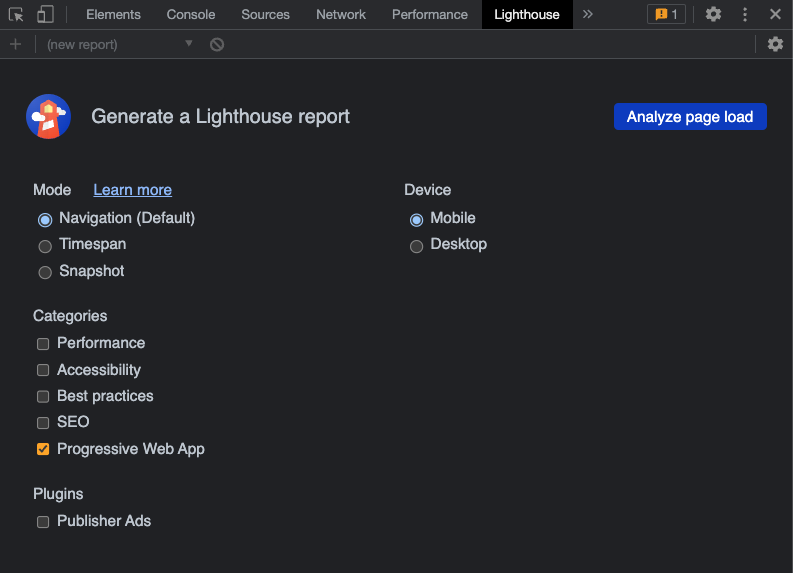 Elements Console Sources Network Performance Lighthouse » 1
(new report)
Generate a Lighthouse report Analyze page load
Mode Learn more Device
Navigation (Default) Mobile
Timespan Desktop
Snapshot
Categories
Performance
Accessibility
Best practices
SEO
Progressive Web App
Plugins
Publisher Ads